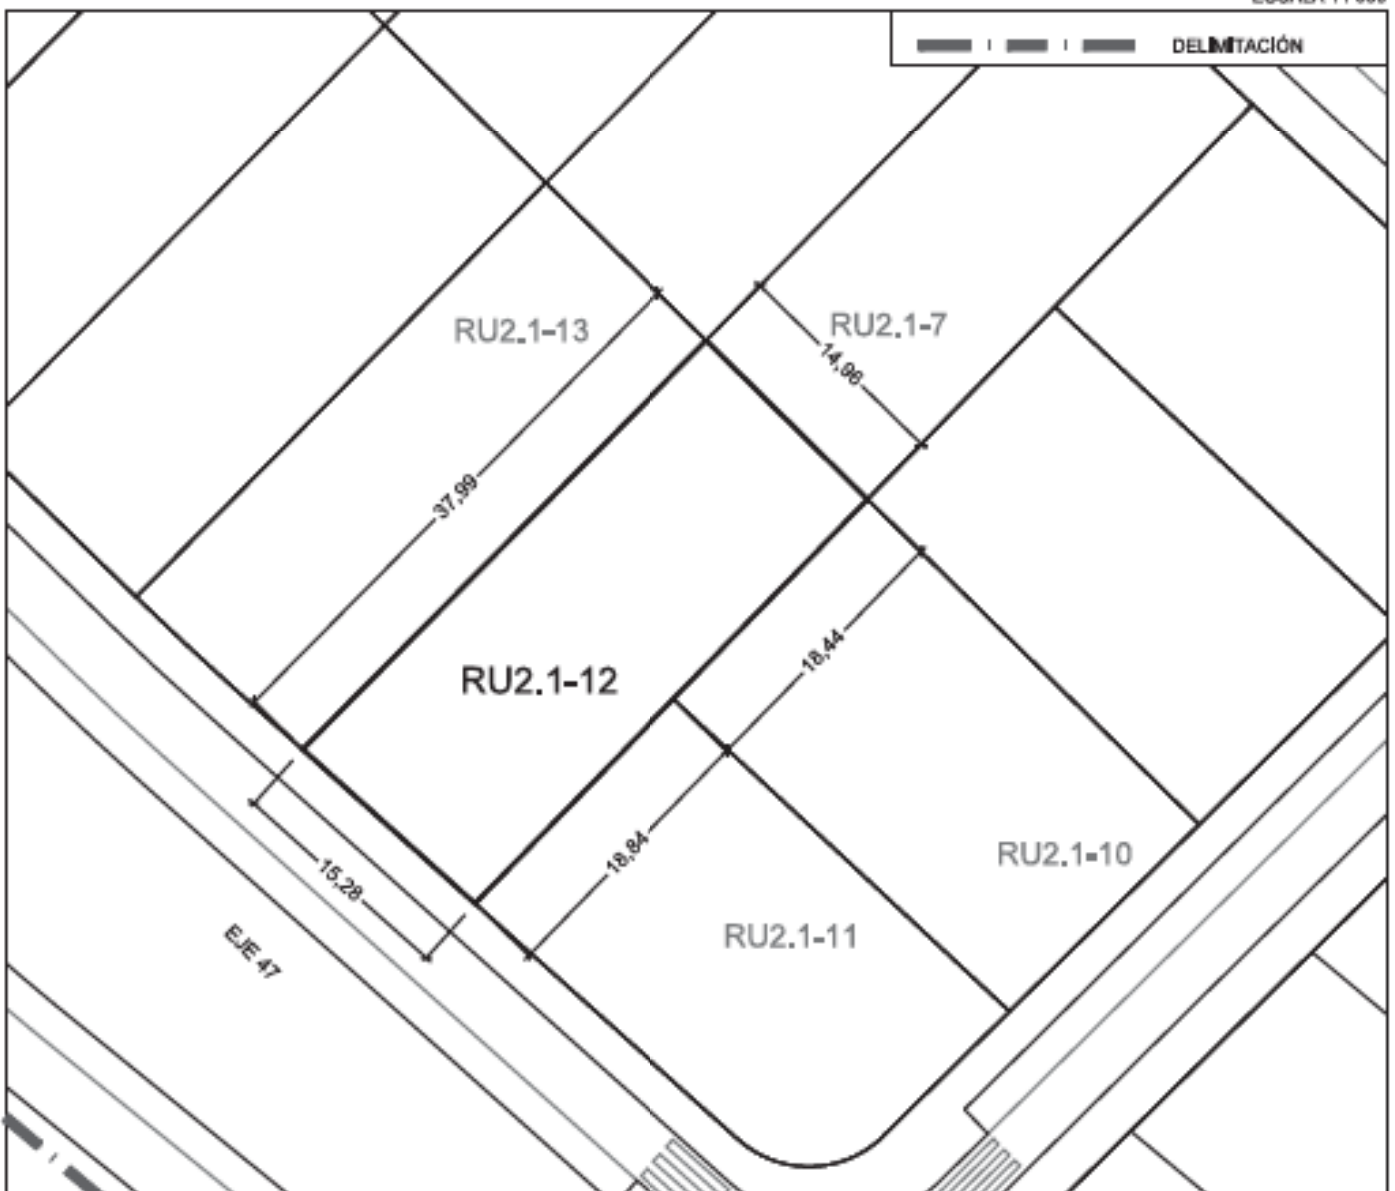 DELIMITACIÓN
RU2.1-13
RU2.1-7
14,96
37,99
18,44
RU2.1-12
18,84
15,28
RU2.1-10
RU2.1-11
EJE 47